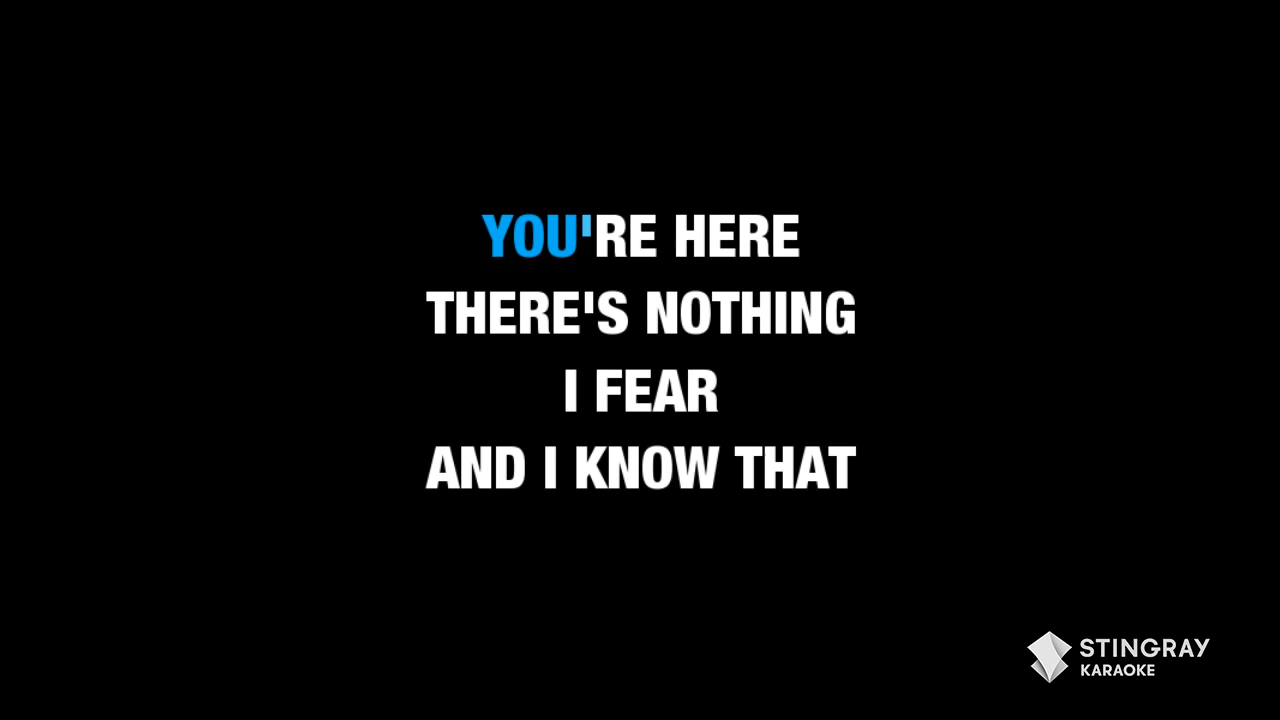 YOU'RE HERE
THERE'S NOTHING
I FEAR
AND I KNOW THAT
STINGRAY
KARAOKE